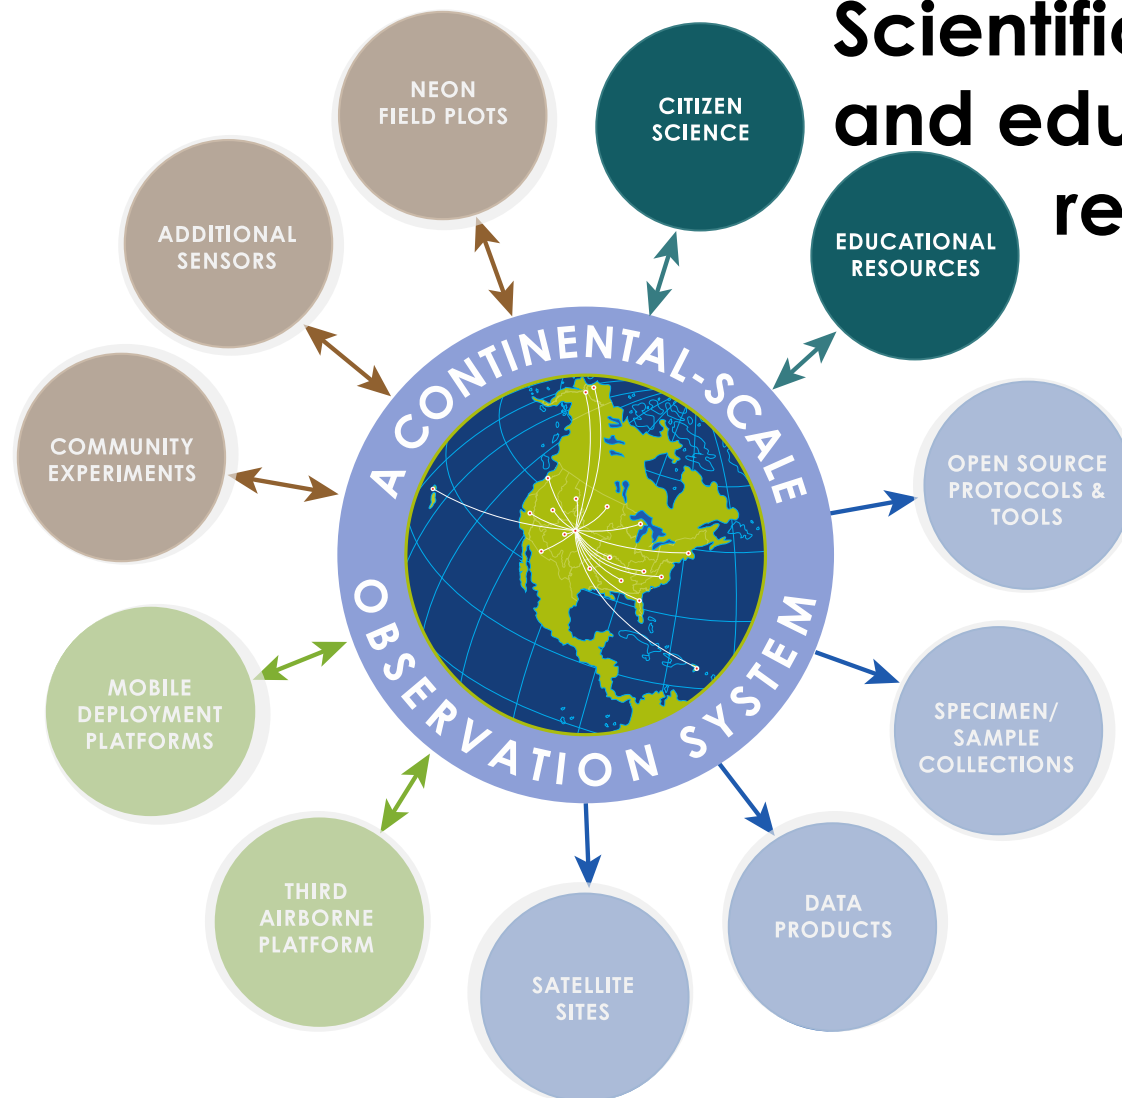 Scientific
and edu
re
NEON
FIELD PLOTS
CITIZEN
SCIENCE
ADDITIONAL
SENSORS
EDUCATIONAL
RESOURCES
COMMUNITY
EXPERIMENTS
A CONTINENTAL-SCALE
OBSERVATION SYSTEM
OPEN SOURCE
PROTOCOLS &
TOOLS
MOBILE
DEPLOYMENT
PLATFORMS
SPECIMEN/
SAMPLE
COLLECTIONS
THIRD
AIRBORNE
PLATFORM
DATA
PRODUCTS
SATELLITE
SITES